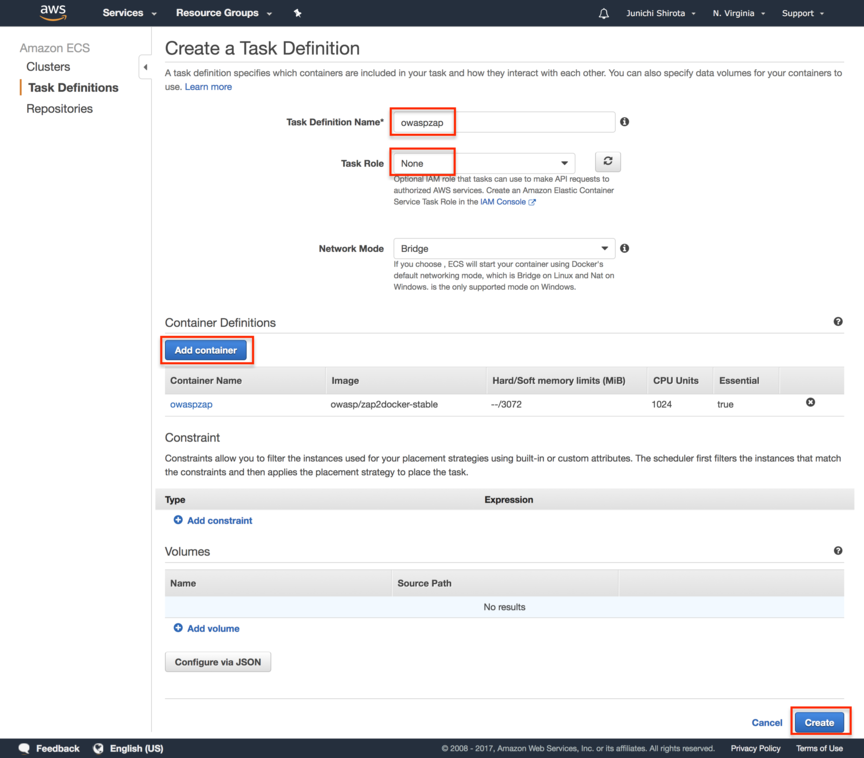 aws
Services
Resource Groups
Junichi Shirota
N. Virginia
Support
Amazon ECS
Clusters
Task Definitions
Repositories
Create a Task Definition
A task definition specifies which containers are included in your task and how they interact with each other. You can also specify data volumes for your containers to
use. Learn more
Task Definition Name* owaspzap
Task Role None
Optional IAM role that tasks can use to make API requests to
authorized AWS services. Create an Amazon Elastic Container
Service Task Role in the IAM Console
Network Mode Bridge
If you choose , ECS will start your container using Docker's
default networking mode, which is Bridge on Linux and Nat on
Windows. is the only supported mode on Windows.
Container Definitions
Add container
Container Name Image Hard/Soft memory limits (MiB) CPU Units Essential
owaspzap owasp/zap2docker-stable --/3072 1024 true
Constraint
Constraints allow you to filter the instances used for your placement strategies using built-in or custom attributes. The scheduler first filters the instances that match
the constraints and then applies the placement strategy to place the task.
Type Expression
Add constraint
Volumes
Name Source Path
No results
Add volume
Configure via JSON
Cancel Create
Feedback English (US) © 2008 - 2017, Amazon Web Services, Inc. or its affiliates. All rights reserved. Privacy Policy Terms of Use